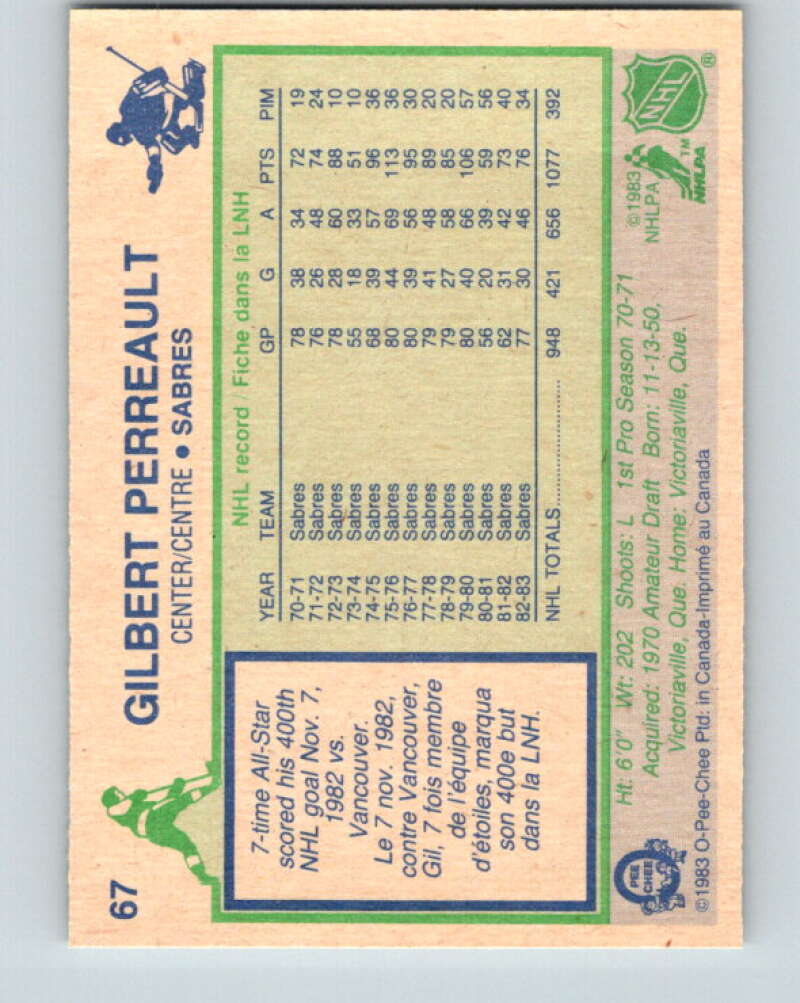 67
GILBERT PERREAULT
CENTER/CENTRE • SABRES
7-time All-Star
scored his 400th
NHL goal Nov. 7,
1982 vs.
Vancouver.
Le 7 nov. 1982,
contre Vancouver,
Gil, 7 fois membre
de l'équipe
d'étoiles, marqua
son 400e but
dans la LNH.
NHL record / Fiche dans la LNH
YEAR TEAM GP G A PTS PIM
70-71 Sabres 78 38 34 72 19
71-72 Sabres 76 26 48 74 24
72-73 Sabres 78 28 60 88 10
73-74 Sabres 55 18 33 51 10
74-75 Sabres 68 39 57 96 36
75-76 Sabres 80 44 69 113 36
76-77 Sabres 80 39 56 95 30
77-78 Sabres 79 41 48 89 20
78-79 Sabres 79 27 58 85 20
79-80 Sabres 80 40 66 106 57
80-81 Sabres 56 20 39 59 56
81-82 Sabres 62 31 42 73 40
82-83 Sabres 77 30 46 76 34
NHL TOTALS.................... 948 421 656 1077 392
Ht: 6'0" Wt: 202 Shoots: L 1st Pro Season 70-71
Acquired: 1970 Amateur Draft Born: 11-13-50,
Victoriaville, Que. Home: Victoriaville, Que.
O PEE CHEE
©1983 O-Pee-Chee Ptd: in Canada-Imprimé au Canada
©1983
NHLPA
NHLPA TM
NHL ®